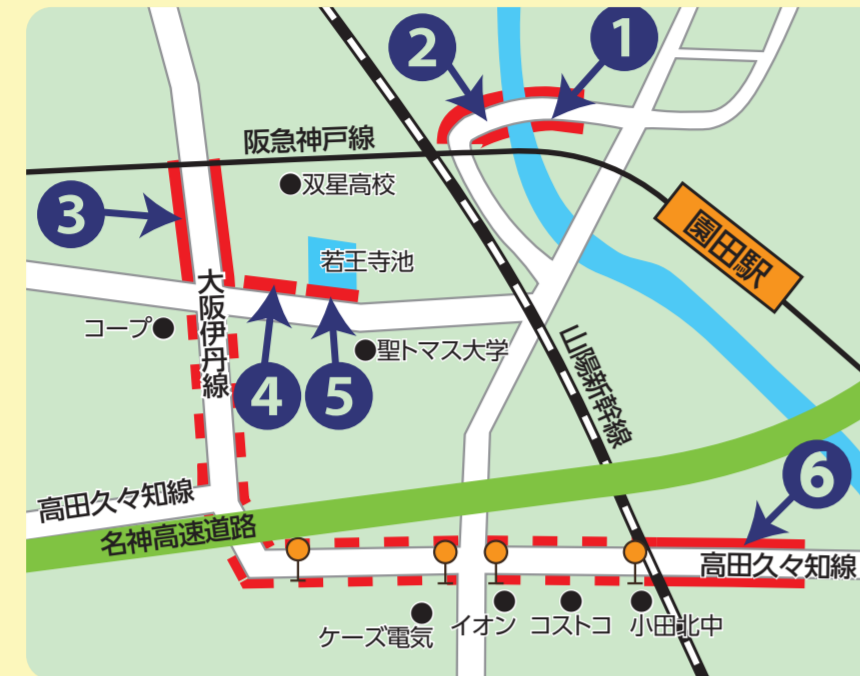 1
2
阪急神戸線
双星高校
3
園田駅
若王寺池
大阪伊丹線
コープ
聖トマス大学
山陽新幹線
4
5
6
高田久々知線
名神高速道路
高田久々知線
ケーズ電気
イオン
コストコ
小田北中